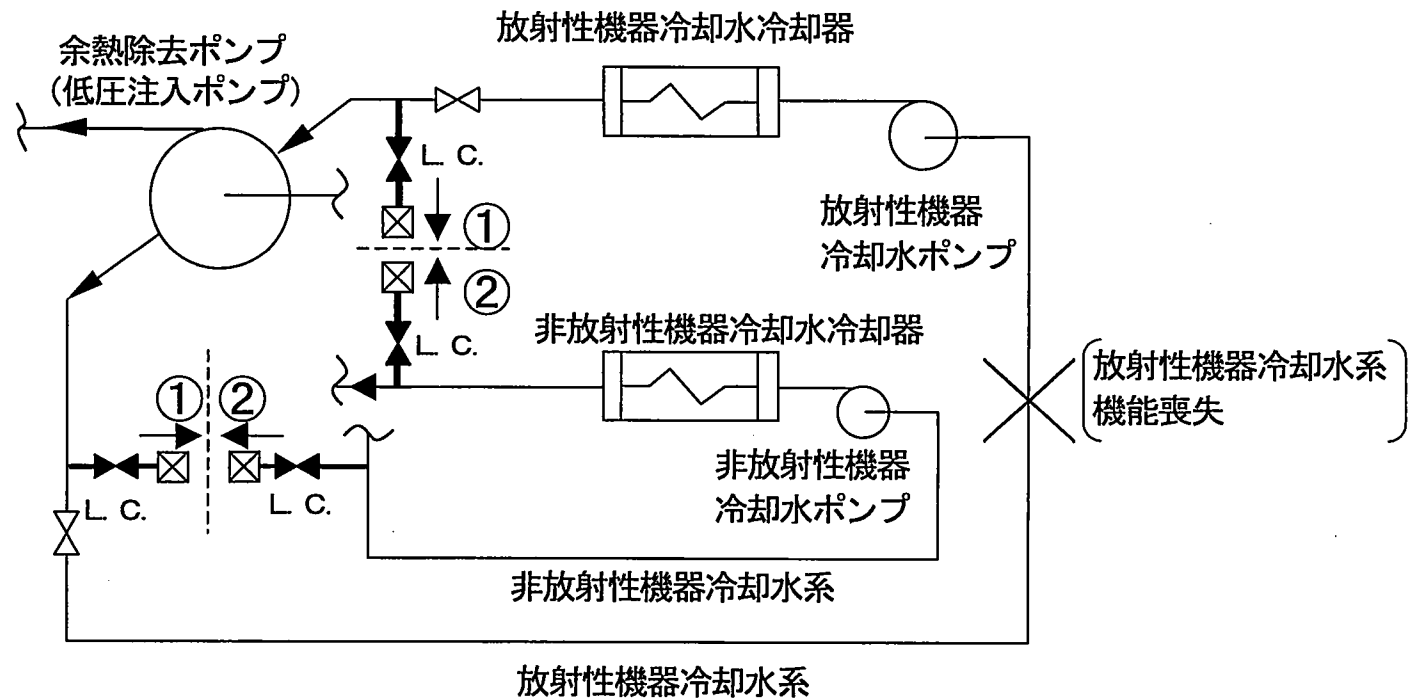 放射性機器冷却水冷却器
余熱除去ポンプ
(低圧注入ポンプ)
L. C.
放射性機器
冷却水ポンプ
①
②
非放射性機器冷却水冷却器
L. C.
放射性機器冷却水系
機能喪失
① ②
非放射性機器
冷却水ポンプ
L. C.
L. C.
非放射性機器冷却水系
放射性機器冷却水系